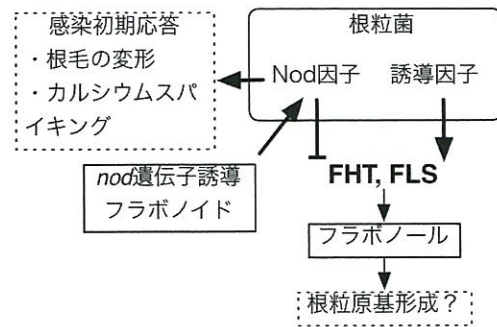 感染初期応答
・根毛の変形
・カルシウムスパ
イキング
根粒菌
Nod因子 誘導因子
nod遺伝子誘導
フラボノイド
FHT, FLS
フラボノール
根粒原基形成？